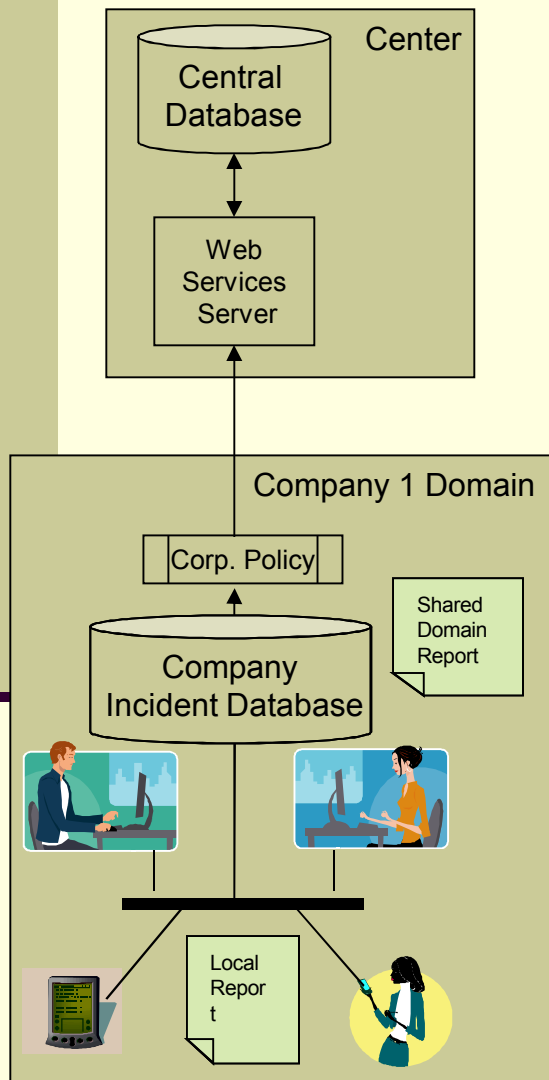 Center
Central
Database
Web
Services
Server
Company 1 Domain
Corp. Policy
Shared
Domain
Report
Company
Incident Database
Local
Repor
t